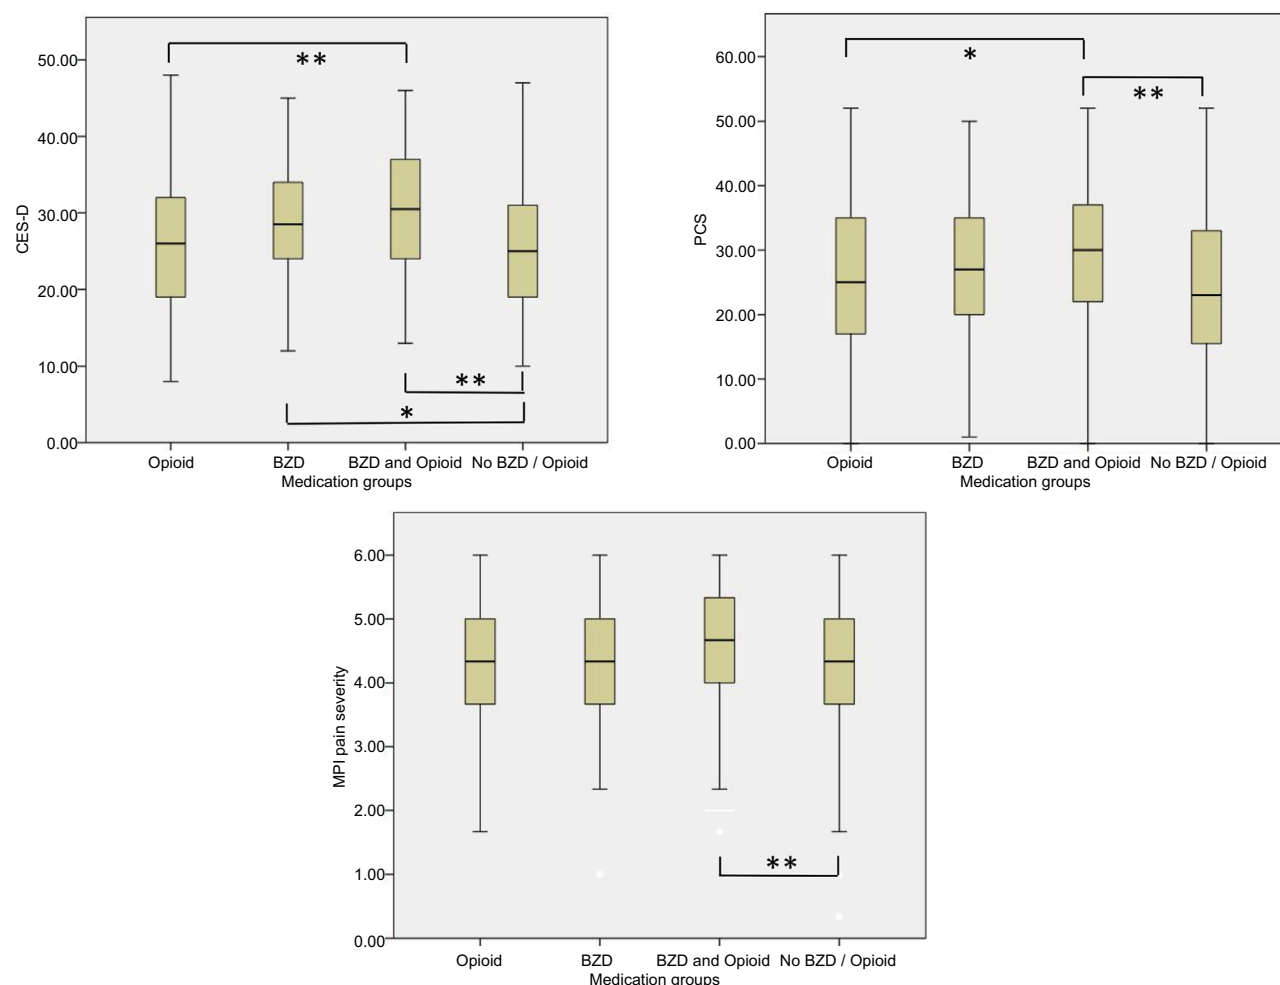 50.00
40.00
30.00
20.00
10.00
0.00
CES-D
**
**
*
Opioid BZD BZD and Opioid No BZD / Opioid
Medication groups
60.00
50.00
40.00
30.00
20.00
10.00
0.00
PCS
*
**
Opioid BZD BZD and Opioid No BZD / Opioid
Medication groups
6.00
5.00
4.00
3.00
2.00
1.00
0.00
MPI pain severity
**
Opioid BZD BZD and Opioid No BZD / Opioid
Medication groups